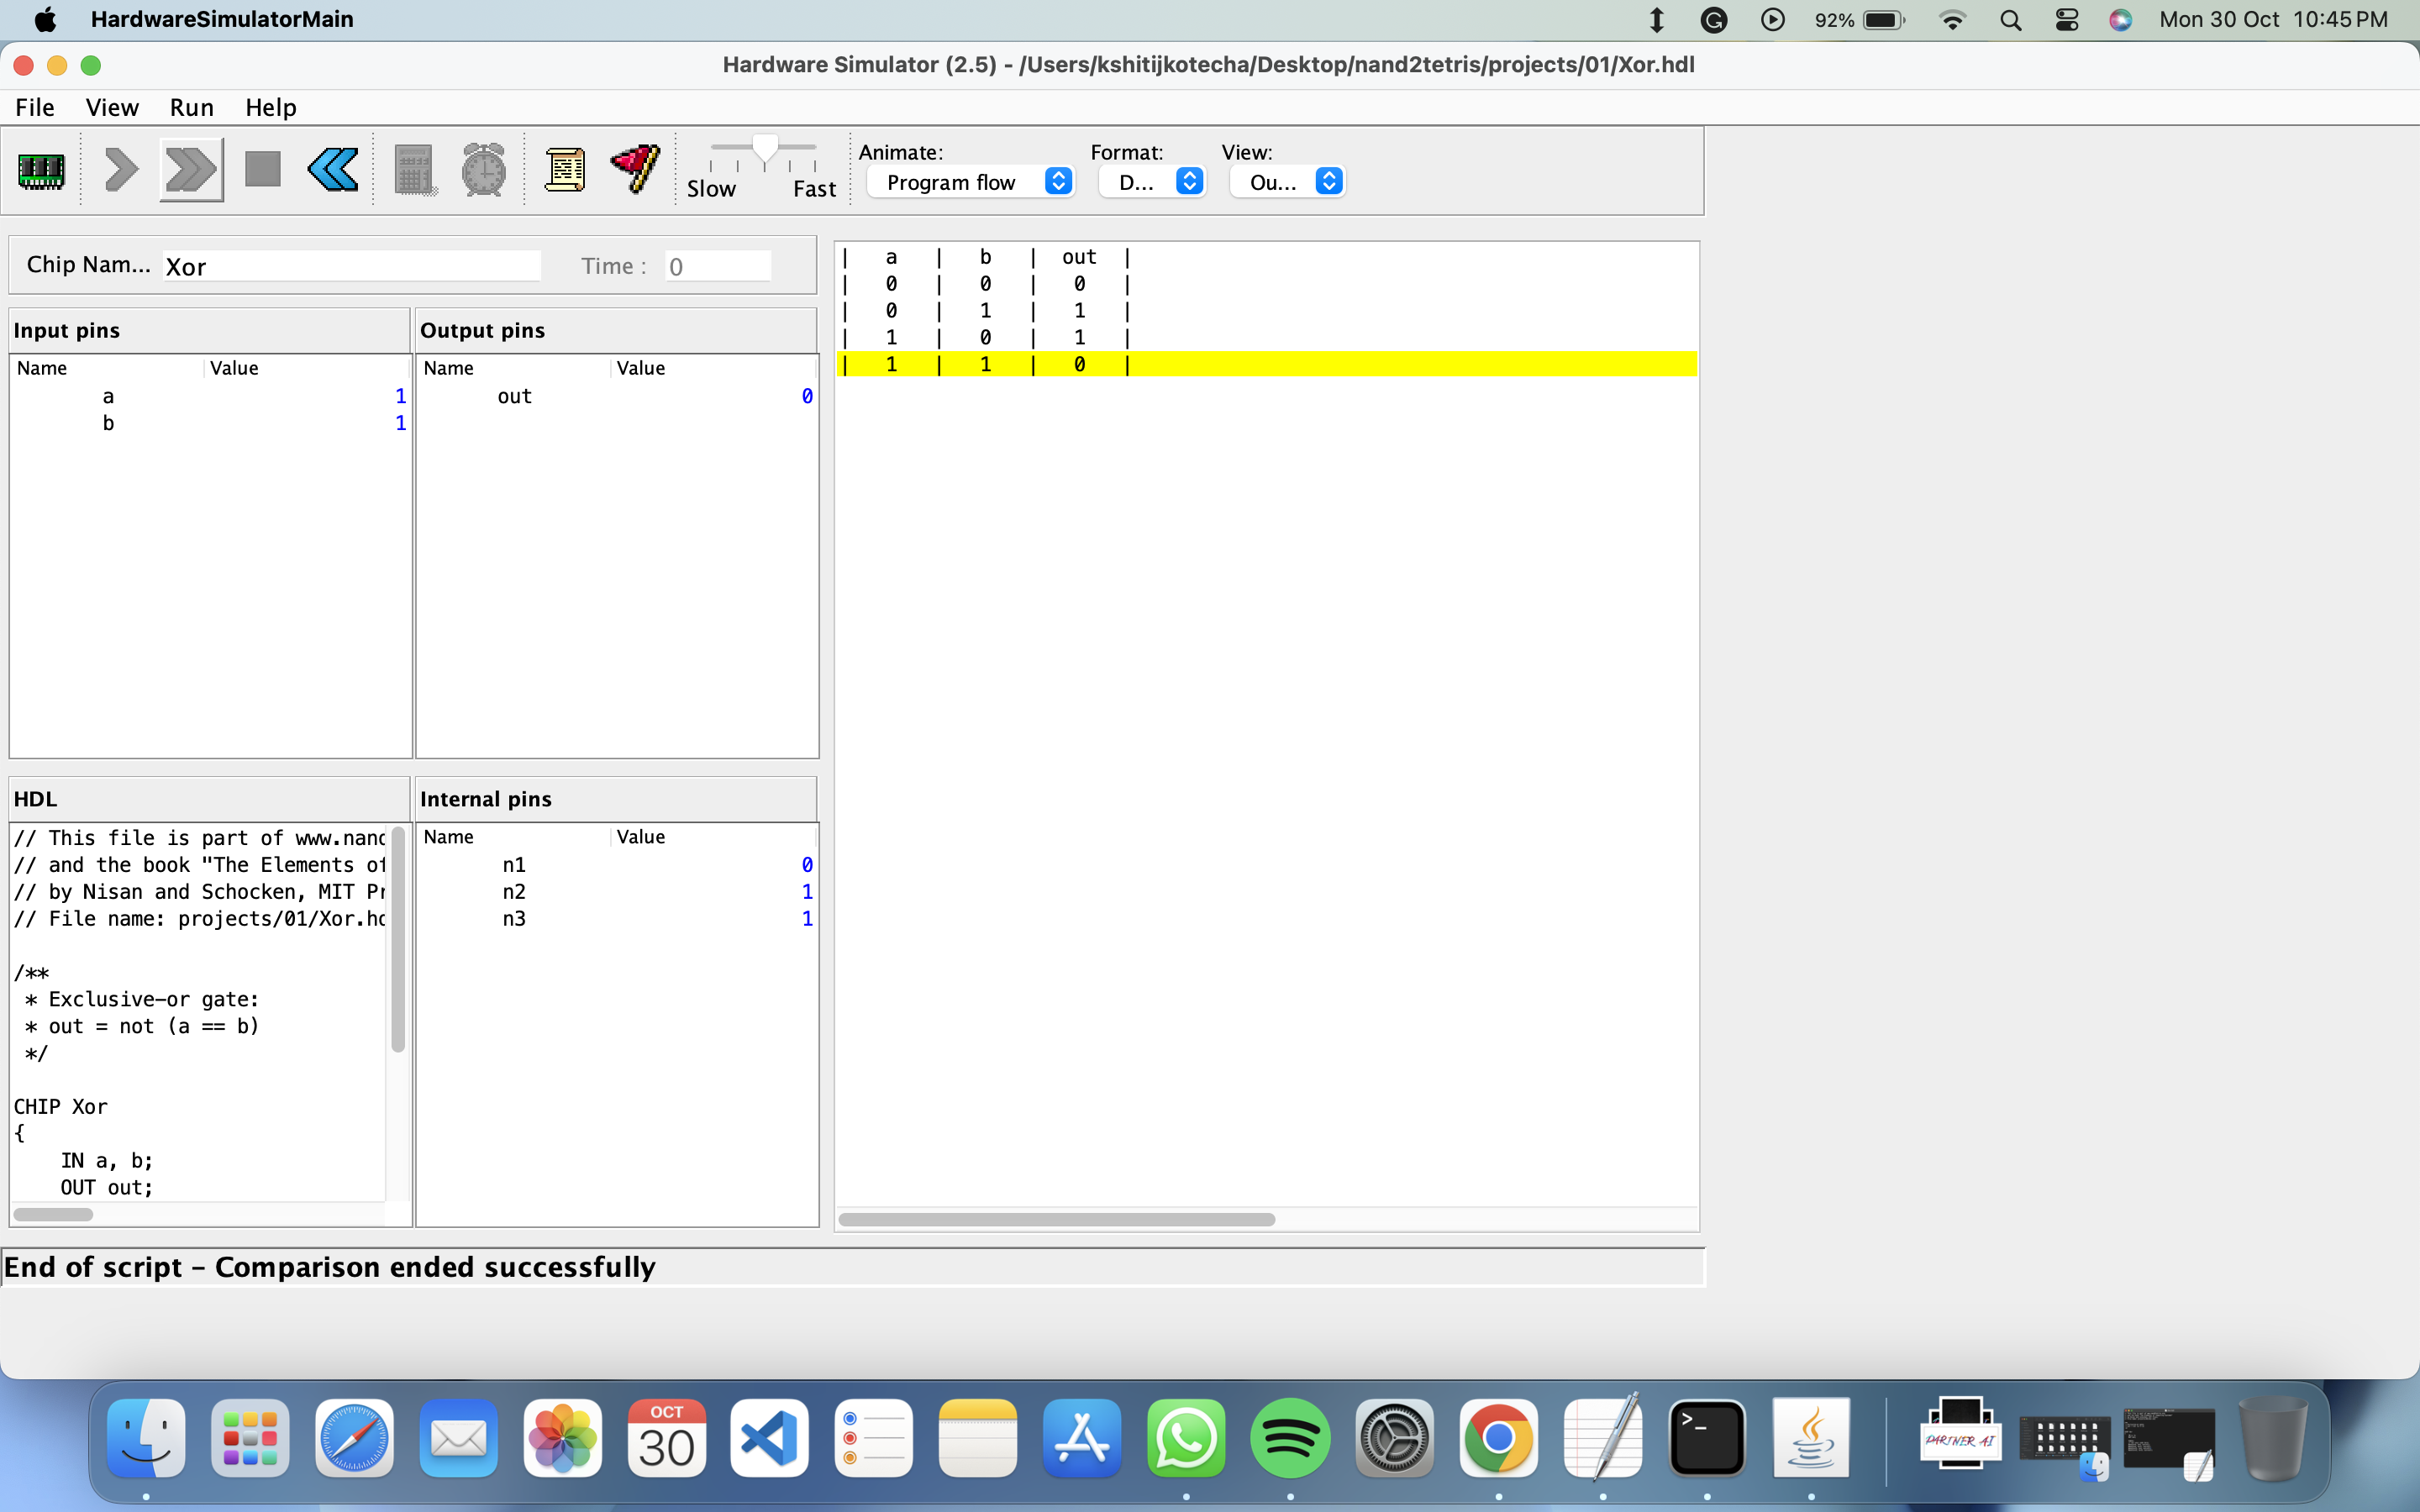 HardwareSimulatorMain 92% Mon 30 Oct 10:45 PM
Hardware Simulator (2.5) - /Users/kshitijkotecha/Desktop/nand2tetris/projects/01/Xor.hdl
File View Run Help
Slow Fast
Animate: Format: View:
Program flow D... Ou...
Chip Nam... Xor Time : 0
Input pins
Name Value
a 1
b 1
Output pins
Name Value
out 0
| a | b | out |
| 0 | 0 | 0 |
| 0 | 1 | 1 |
| 1 | 0 | 1 |
| 1 | 1 | 0 |
HDL
// This file is part of www.nand
// and the book "The Elements of
// by Nisan and Schocken, MIT Pr
// File name: projects/01/Xor.hd
/**
* Exclusive-or gate:
* out = not (a == b)
*/
CHIP Xor
{
IN a, b;
OUT out;
Internal pins
Name Value
n1 0
n2 1
n3 1
End of script - Comparison ended successfully
OCT
30
>_
PARTNER AI